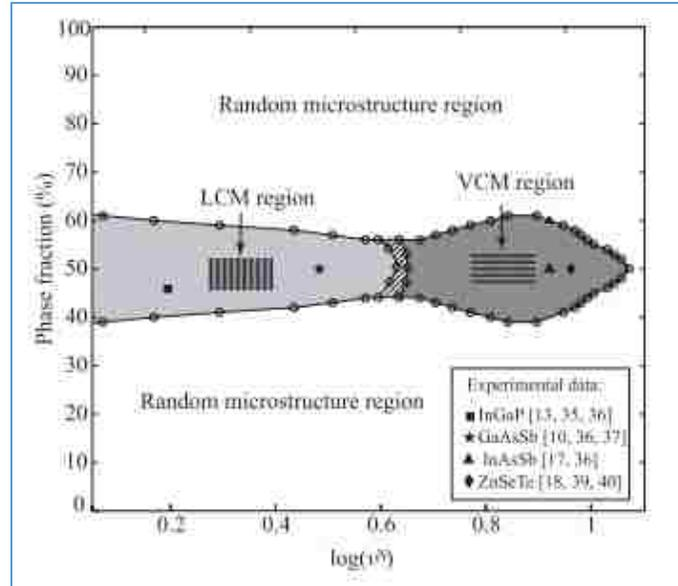 100
90
80
70
60
50
40
30
20
10
0
Phase fraction (%)
Random microstructure region
LCM region
VCM region
Random microstructure region
Experimental data:
InGaP [13, 35, 36]
GaAsSb [10, 36, 37]
InAsSb [17, 36]
ZnSeTe [18, 39, 40]
0.2 0.4 0.6 0.8 1